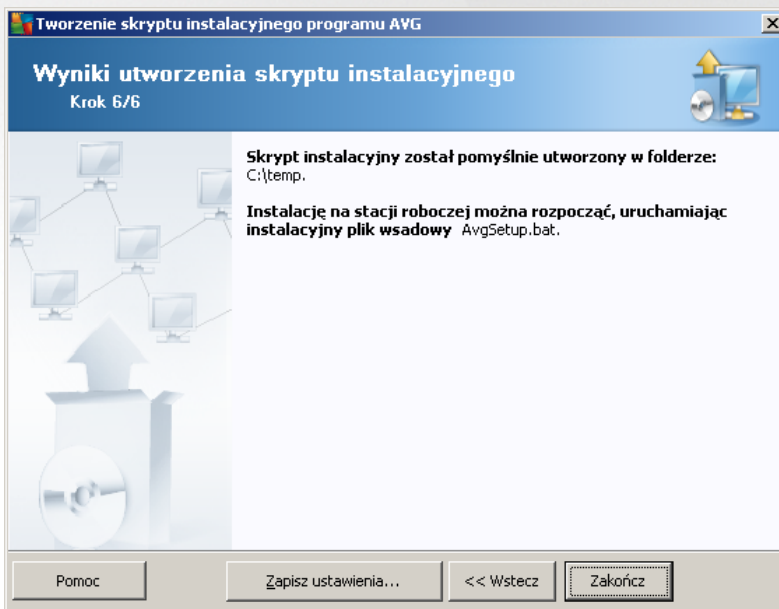 Tworzenie skryptu instalacyjnego programu AVG
Wyniki utworzenia skryptu instalacyjnego
Krok 6/6
Skrypt instalacyjny został pomyślnie utworzony w folderze:
C:\temp.
Instalację na stacji roboczej można rozpocząć, uruchamiając
instalacyjny plik wsadowy AvgSetup.bat.
Pomoc
Zapisz ustawienia...
<< Wstecz
Zakończ